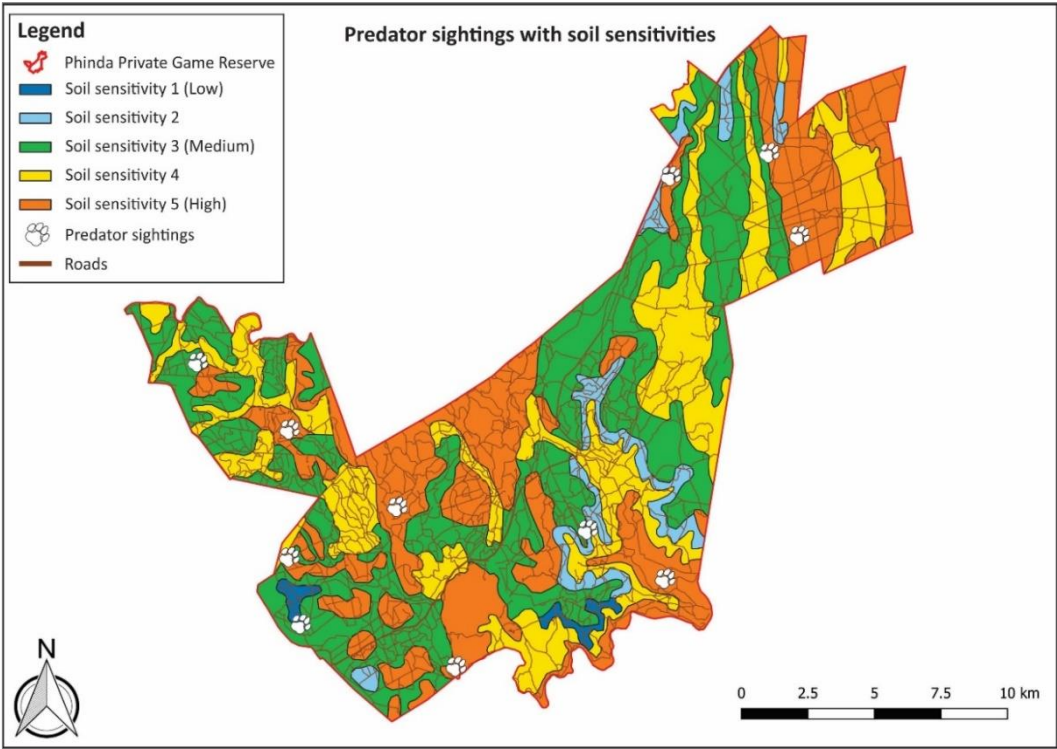 Predator sightings with soil sensitivities
Legend
Phinda Private Game Reserve
Soil sensitivity 1 (Low)
Soil sensitivity 2
Soil sensitivity 3 (Medium)
Soil sensitivity 4
Soil sensitivity 5 (High)
Predator sightings
Roads
N
0 2.5 5 7.5 10 km